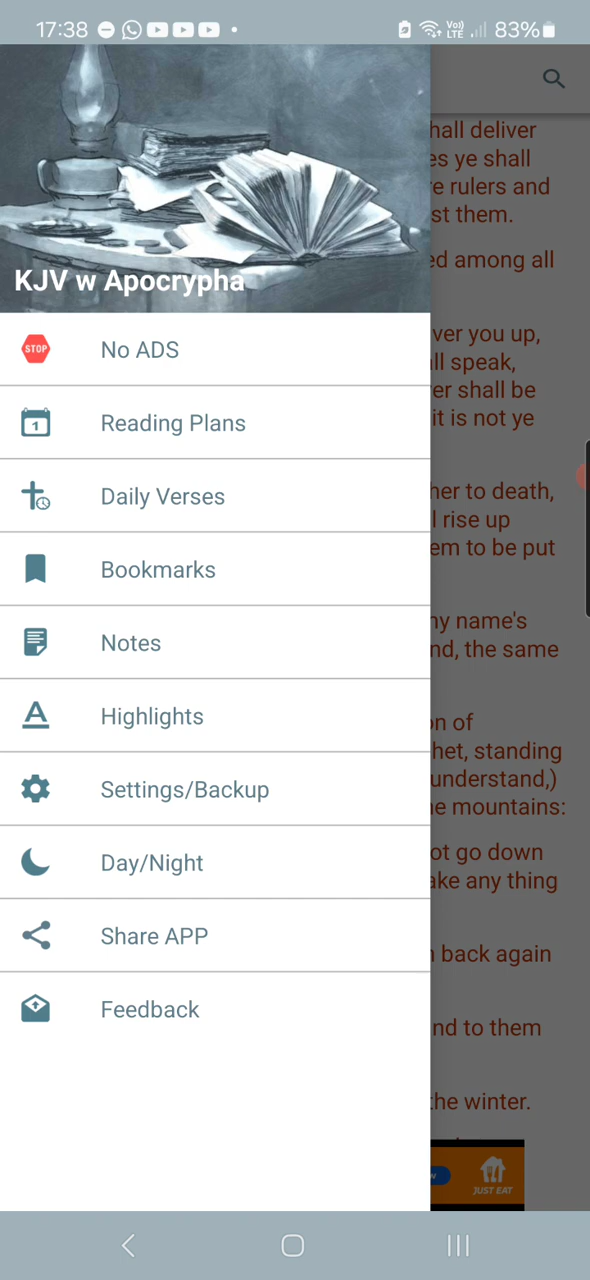 17:38
Vo))
LTE
83%
hall deliver
es ye shall
e rulers and
st them.
ed among all
KJV w Apocrypha
ver you up,
ll speak,
er shall be
it is not ye
STOP
No ADS
1
Reading Plans
her to death,
l rise up
em to be put
Daily Verses
Bookmarks
ny name's
nd, the same
Notes
on of
het, standing
understand,)
e mountains:
Highlights
Settings/Backup
ot go down
ake any thing
Day/Night
back again
Share APP
nd to them
Feedback
the winter.
JUST EAT